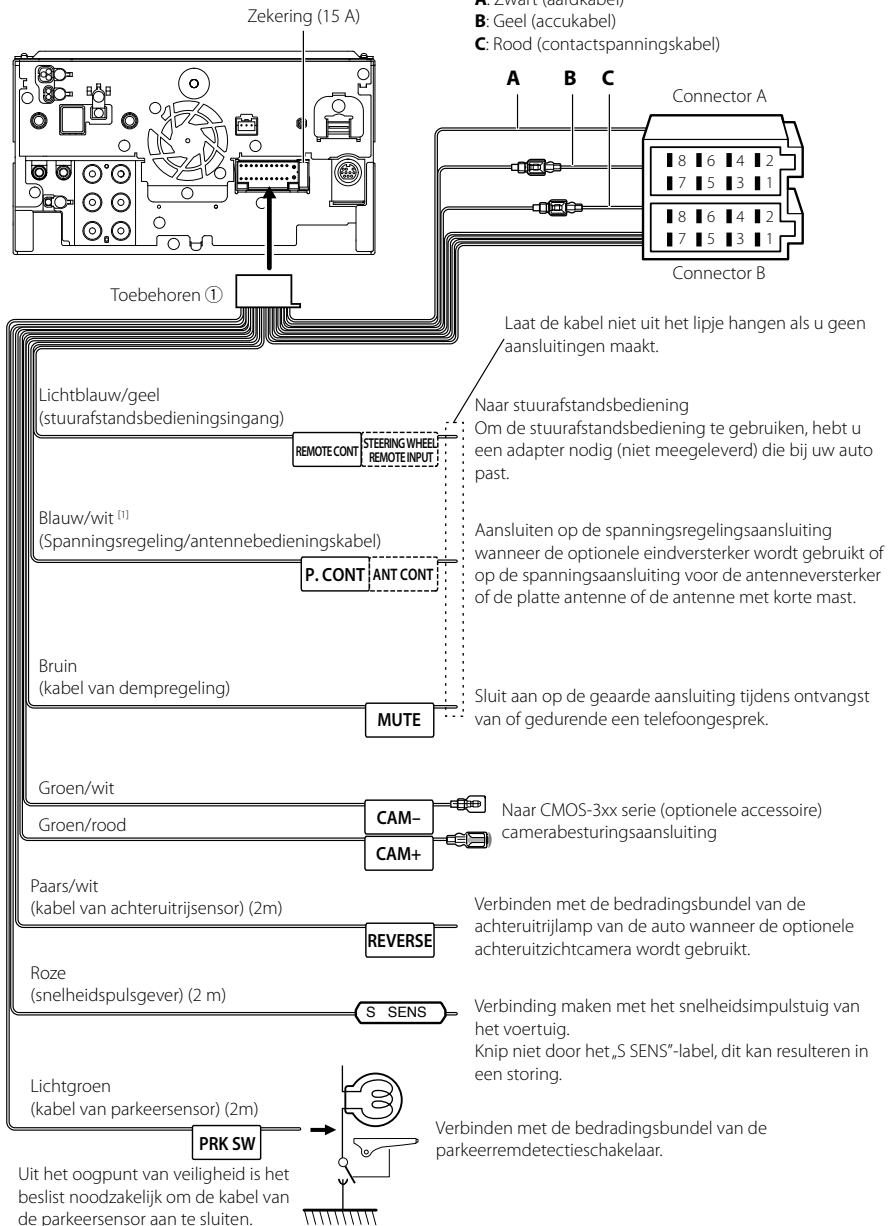 Zekering (15 A)
A: Zwart (aardkabel)
B: Geel (accukabel)
C: Rood (contactspanningskabel)
A B C
Connector A
8 6 4 2
7 5 3 1
8 6 4 2
7 5 3 1
Connector B
Toebehoren ①
Laat de kabel niet uit het lipje hangen als u geen
aansluitingen maakt.
Lichtblauw/geel
(stuurafstandsbedieningsingang)
REMOTE CONT
STEERING WHEEL
REMOTE INPUT
Naar stuurafstandsbediening
Om de stuurafstandsbediening te gebruiken, hebt u
een adapter nodig (niet meegeleverd) die bij uw auto
past.
Blauw/wit [1]
(Spanningsregeling/antennebedieningskabel)
P. CONT ANT CONT
Aansluiten op de spanningsregelingsaansluiting
wanneer de optionele eindversterker wordt gebruikt of
op de spanningsaansluiting voor de antenneversterker
of de platte antenne of de antenne met korte mast.
Bruin
(kabel van dempregeling)
MUTE
Sluit aan op de geaarde aansluiting tijdens ontvangst
van of gedurende een telefoongesprek.
Groen/wit
CAM–
Groen/rood
CAM+
Naar CMOS-3xx serie (optionele accessoire)
camerabesturingsaansluiting
Paars/wit
(kabel van achteruitrijsensor) (2m)
REVERSE
Verbinden met de bedradingsbundel van de
achteruitrijlamp van de auto wanneer de optionele
achteruitzichtcamera wordt gebruikt.
Roze
(snelheidspulsgever) (2 m)
S SENS
Verbinding maken met het snelheidsimpulstuig van
het voertuig.
Knip niet door het „S SENS”-label, dit kan resulteren in
een storing.
Lichtgroen
(kabel van parkeersensor) (2m)
PRK SW
Verbinden met de bedradingsbundel van de
parkeerremdetectieschakelaar.
Uit het oogpunt van veiligheid is het
beslist noodzakelijk om de kabel van
de parkeersensor aan te sluiten.